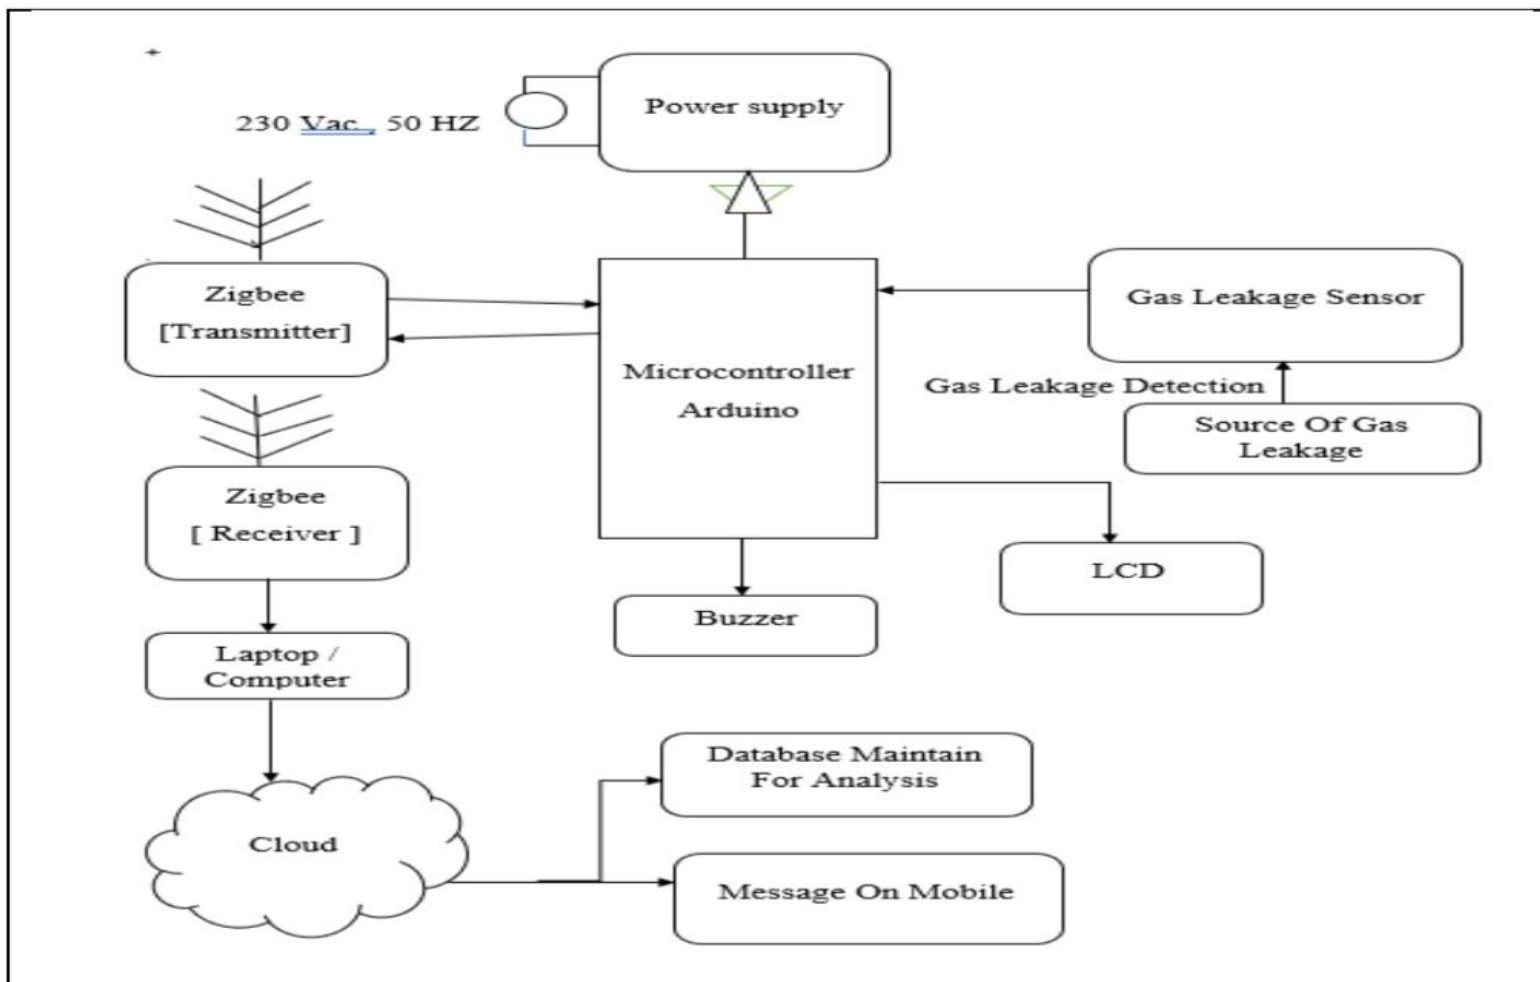 Power supply
230 Vac , 50 HZ
Zigbee
[Transmitter]
Gas Leakage Sensor
Microcontroller
Arduino
Gas Leakage Detection
Source Of Gas
Leakage
Zigbee
[ Receiver ]
LCD
Buzzer
Laptop /
Computer
Database Maintain
For Analysis
Cloud
Message On Mobile